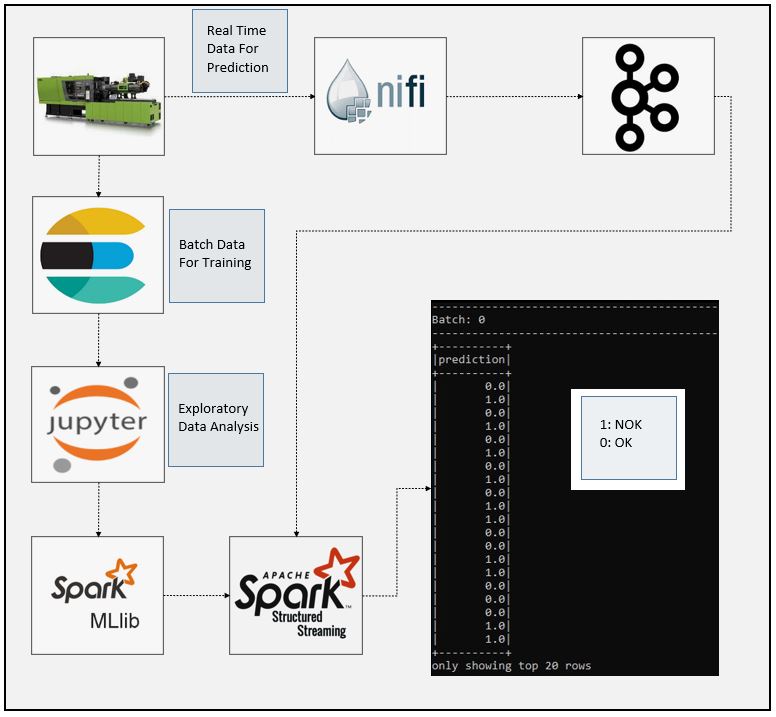 Real Time
Data For
Prediction
nifi
Batch Data
For Training
jupyter
Exploratory
Data Analysis
Spark
MLlib
APACHE
Spark™
Structured
Streaming
-------------------------------------------
Batch: 0
-------------------------------------------
+----------+
|prediction|
+----------+
|       0.0|
|       1.0|
|       0.0|
|       1.0|
|       0.0|
|       1.0|
|       0.0|
|       1.0|
|       0.0|
|       1.0|
|       1.0|
|       0.0|
|       0.0|
|       1.0|
|       1.0|
|       0.0|
|       0.0|
|       0.0|
|       1.0|
|       1.0|
+----------+
only showing top 20 rows
1: NOK
0: OK